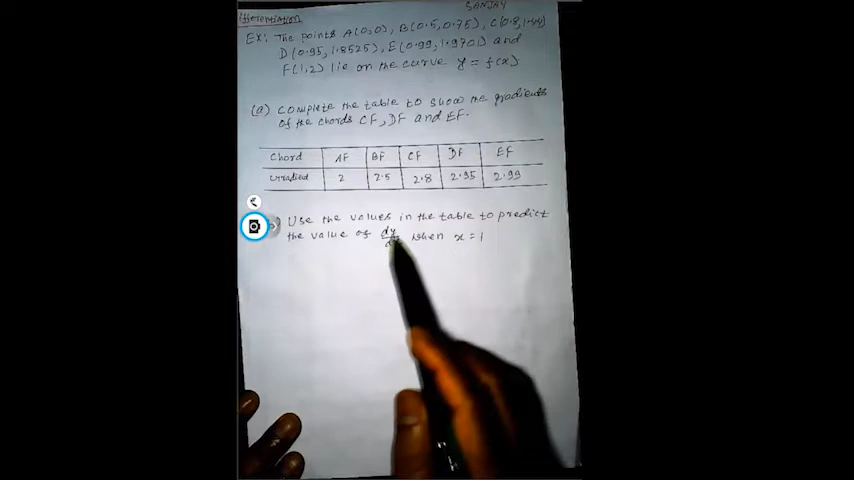 Differentiation
SANJAY
Ex: The points A(0,0), B(0.5,0.75), C(0.8,1.44)
D(0.95,1.8525), E(0.99,1.9701) and
F(1,2) lie on the curve y = f(x)
(a) Complete the table to show the gradients
of the chords CF, DF and EF.
Chord AF BF CF DF EF
Gradient 2 2.5 2.8 2.95 2.99
Use the values in the table to predict
the value of dy/dx when x = 1